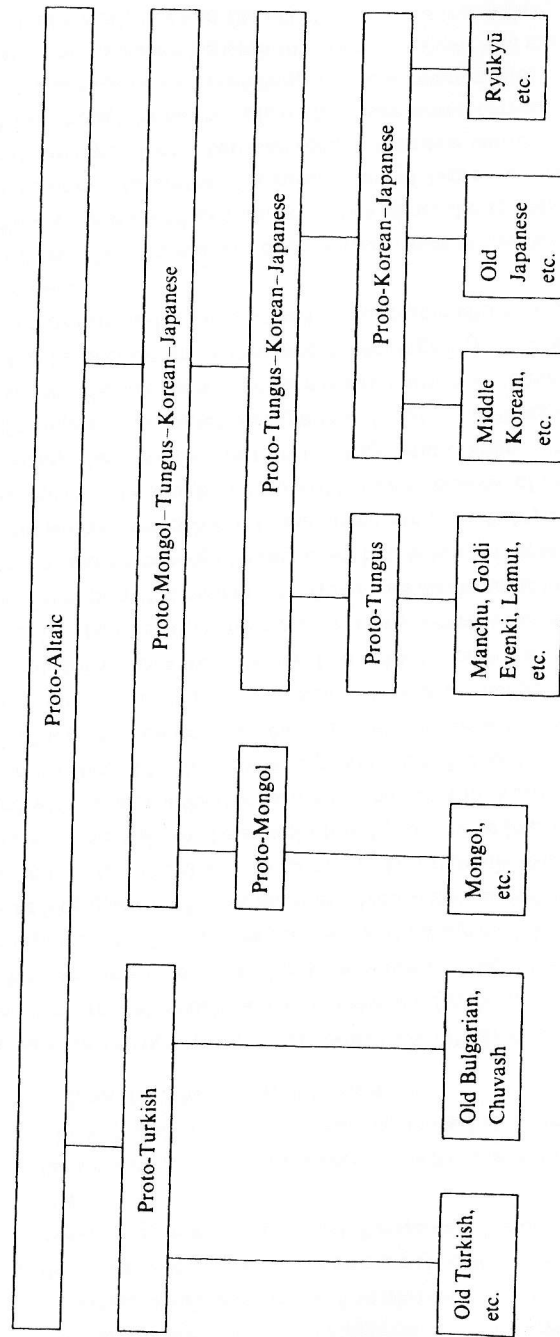 Proto-Altaic
Proto-Turkish
Proto-Mongol–Tungus–Korean–Japanese
Proto-Mongol
Proto-Tungus–Korean–Japanese
Proto-Tungus
Proto-Korean–Japanese
Old Turkish,
etc.
Old Bulgarian,
Chuvash
Mongol,
etc.
Manchu, Goldi
Evenki, Lamut,
etc.
Middle
Korean,
etc.
Old
Japanese
etc.
Ryūkyū
etc.